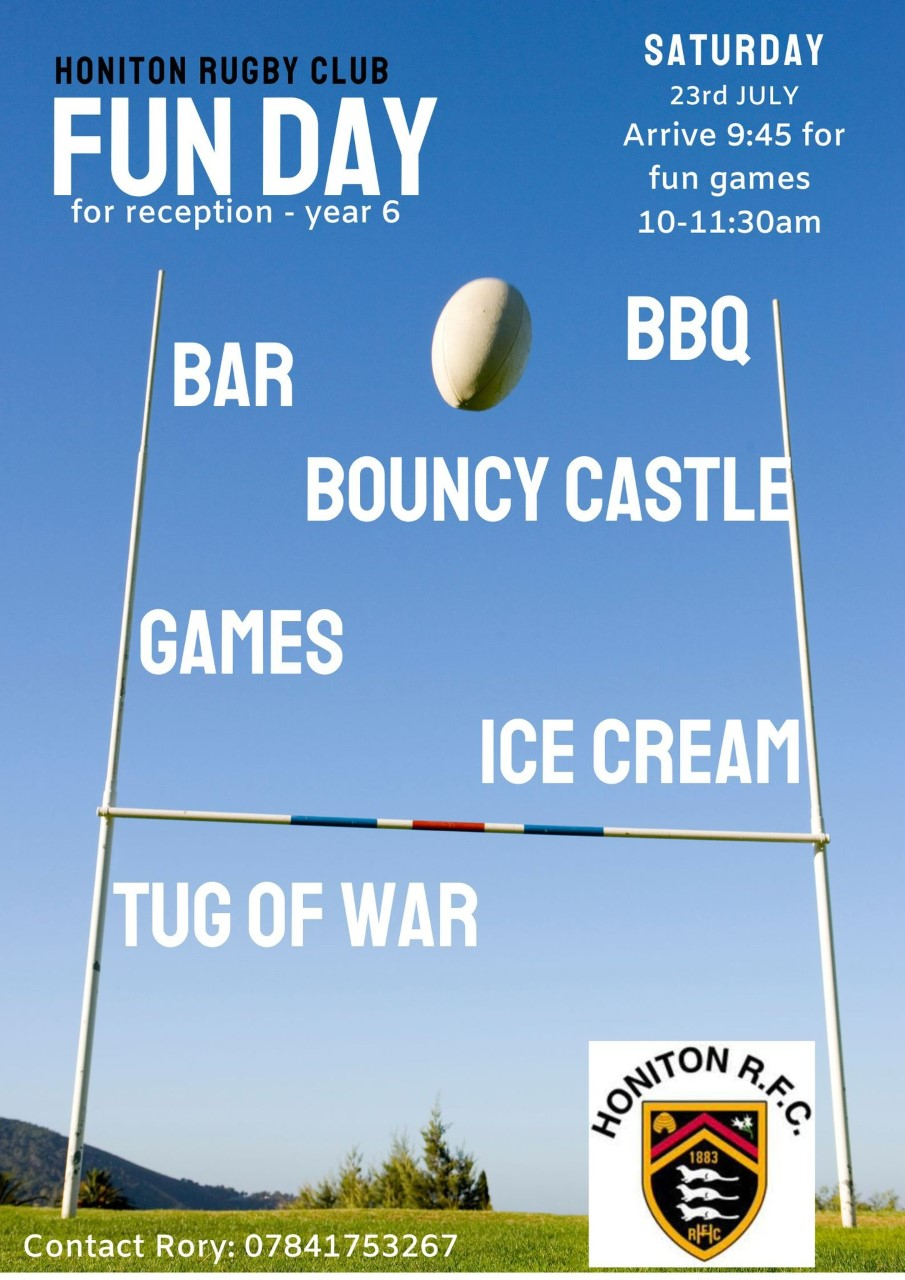 HONITON RUGBY CLUB
FUN DAY
for reception - year 6
SATURDAY
23rd JULY
Arrive 9:45 for
fun games
10-11:30am
BAR
BBQ
BOUNCY CASTLE
GAMES
ICE CREAM
TUG OF WAR
HONITON R.F.C.
1883
RFC
Contact Rory: 07841753267